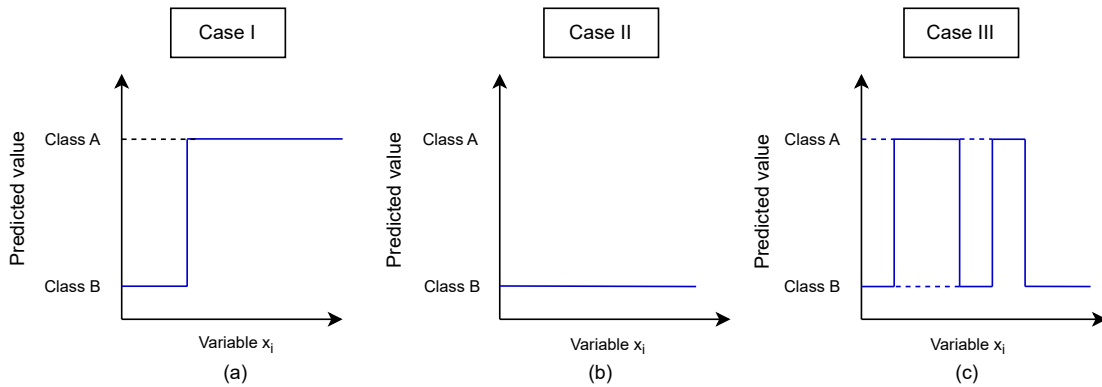 Case I
Case II
Case III
Predicted value
Class A
Class B
Variable xi
(a)
Predicted value
Class A
Class B
Variable xi
(b)
Predicted value
Class A
Class B
Variable xi
(c)